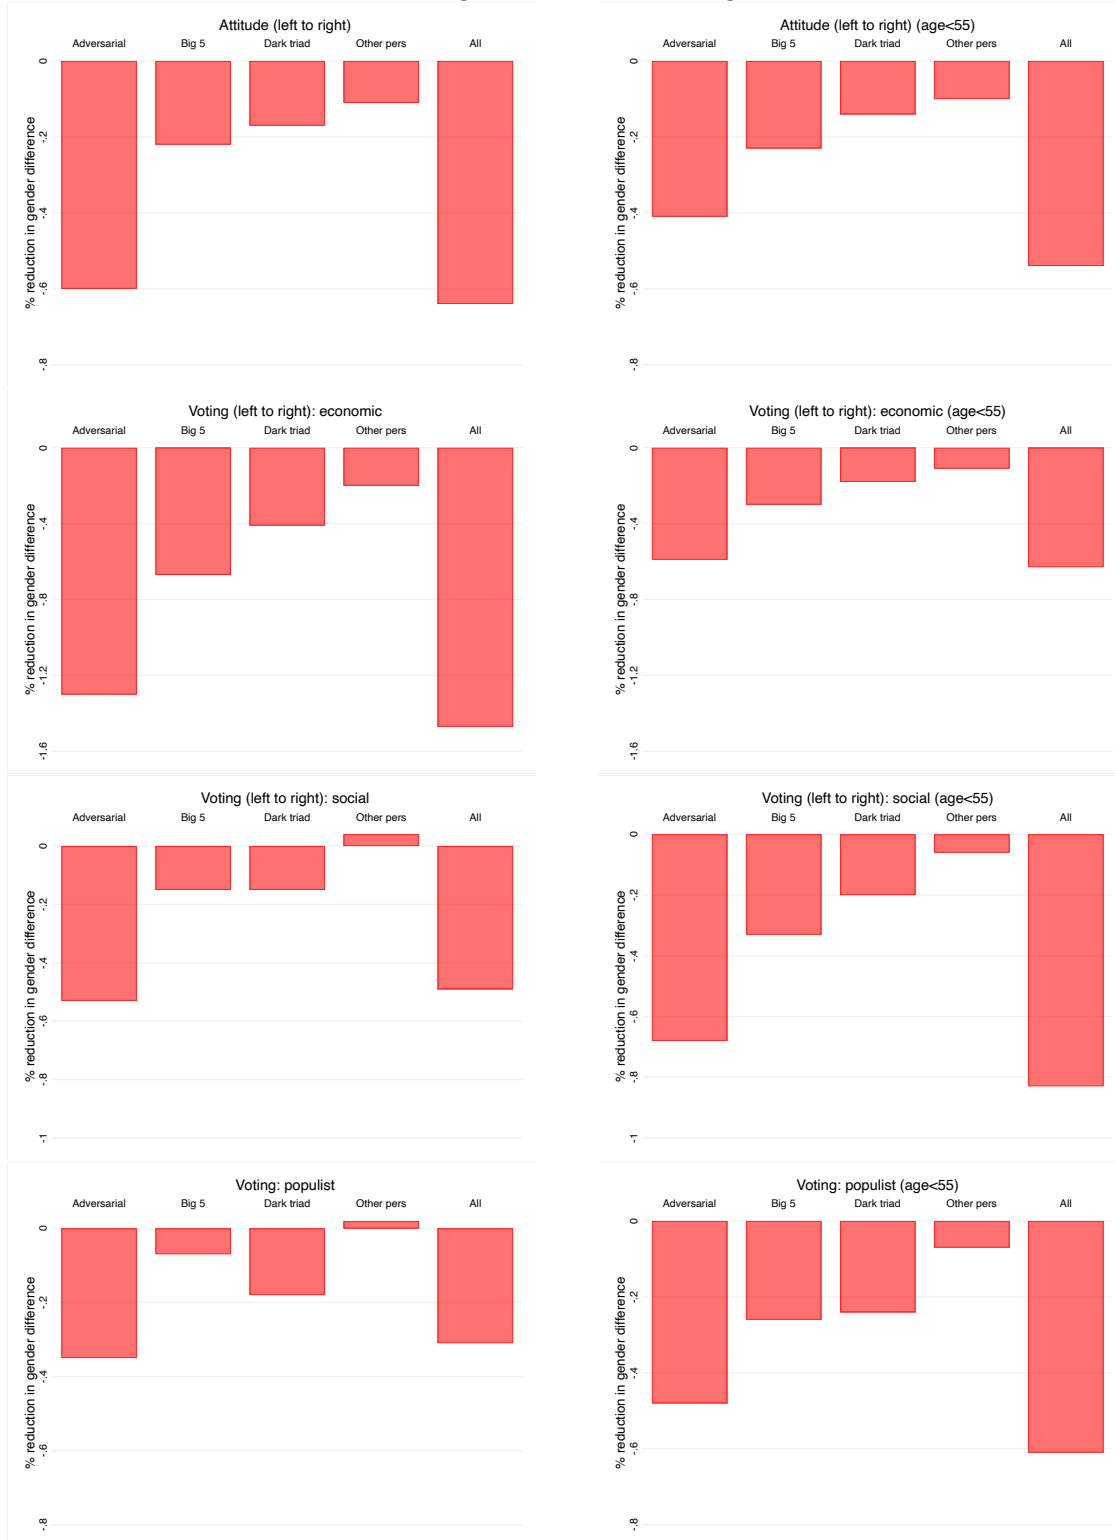 Attitude (left to right)
Adversarial Big 5 Dark triad Other pers All
% reduction in gender difference
0
-.2
-.4
-.6
-.8
Attitude (left to right) (age<55)
Adversarial Big 5 Dark triad Other pers All
% reduction in gender difference
0
-.2
-.4
-.6
-.8
Voting (left to right): economic
Adversarial Big 5 Dark triad Other pers All
% reduction in gender difference
0
-.4
-.8
-1.2
-1.6
Voting (left to right): economic (age<55)
Adversarial Big 5 Dark triad Other pers All
% reduction in gender difference
0
-.4
-.8
-1.2
-1.6
Voting (left to right): social
Adversarial Big 5 Dark triad Other pers All
% reduction in gender difference
0
-.2
-.4
-.6
-.8
-1
Voting (left to right): social (age<55)
Adversarial Big 5 Dark triad Other pers All
% reduction in gender difference
0
-.2
-.4
-.6
-.8
-1
Voting: populist
Adversarial Big 5 Dark triad Other pers All
% reduction in gender difference
0
-.2
-.4
-.6
-.8
Voting: populist (age<55)
Adversarial Big 5 Dark triad Other pers All
% reduction in gender difference
0
-.2
-.4
-.6
-.8